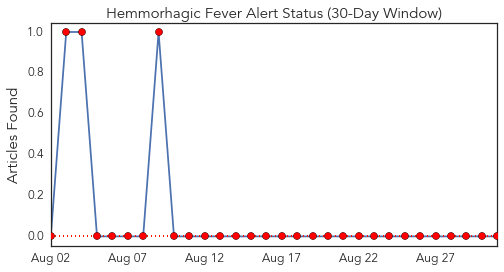 Hemmorhagic Fever Alert Status (30-Day Window)
Articles Found
1.0
0.8
0.6
0.4
0.2
0.0
Aug 02 Aug 07 Aug 12 Aug 17 Aug 22 Aug 27